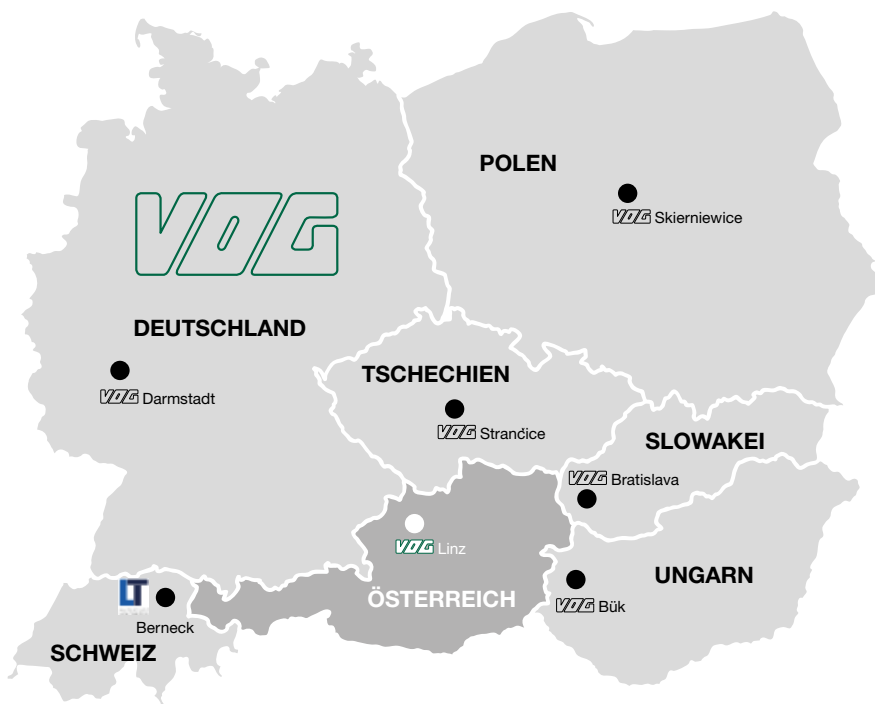 POLEN
VOG Skierniewice
VOG
DEUTSCHLAND
VOG Darmstadt
TSCHECHIEN
VOG Strančice
SLOWAKEI
VOG Bratislava
VOG Linz
UNGARN
VOG Bük
ÖSTERREICH
LT
Berneck
SCHWEIZ